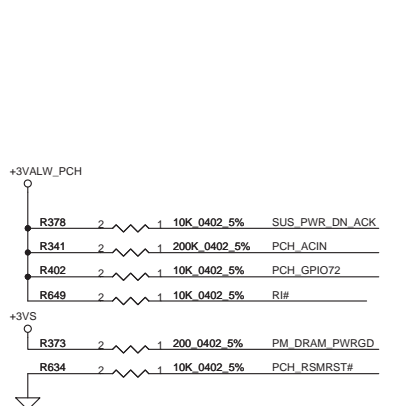 +3VALW_PCH
R378 2 1 10K_0402_5% SUS_PWR_DN_ACK
R341 2 1 200K_0402_5% PCH_ACIN
R402 2 1 10K_0402_5% PCH_GPIO72
R649 2 1 10K_0402_5% RI#
+3VS
R373 2 1 200_0402_5% PM_DRAM_PWRGD
R634 2 1 10K_0402_5% PCH_RSMRST#